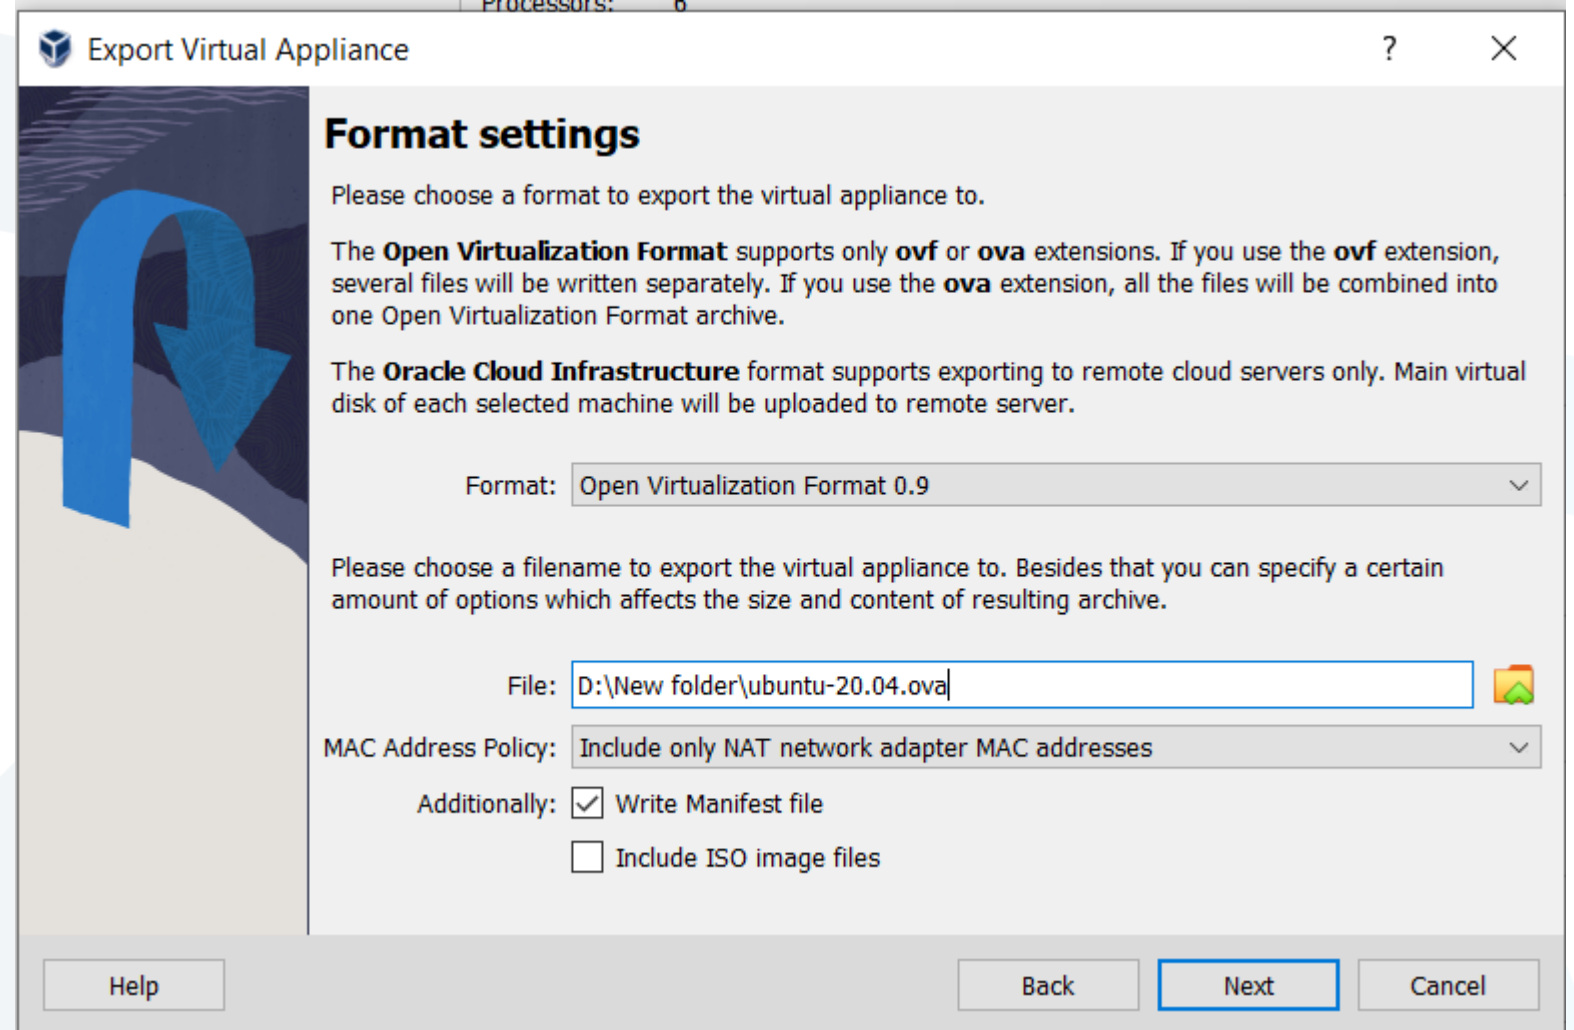 Processors: 6
Export Virtual Appliance
?
Format settings
Please choose a format to export the virtual appliance to.
The Open Virtualization Format supports only ovf or ova extensions. If you use the ovf extension,
several files will be written separately. If you use the ova extension, all the files will be combined into
one Open Virtualization Format archive.
The Oracle Cloud Infrastructure format supports exporting to remote cloud servers only. Main virtual
disk of each selected machine will be uploaded to remote server.
Format: Open Virtualization Format 0.9
Please choose a filename to export the virtual appliance to. Besides that you can specify a certain
amount of options which affects the size and content of resulting archive.
File: D:\New folder\ubuntu-20.04.ova
MAC Address Policy: Include only NAT network adapter MAC addresses
Additionally: Write Manifest file
Include ISO image files
Help Back Next Cancel